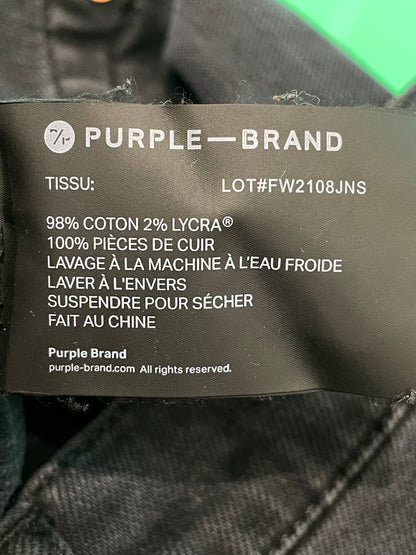 P/1 PURPLE—BRAND
TISSU: LOT#FW2108JNS
98% COTON 2% LYCRA®
100% PIÈCES DE CUIR
LAVAGE À LA MACHINE À L'EAU FROIDE
LAVER À L'ENVERS
SUSPENDRE POUR SÉCHER
FAIT AU CHINE
Purple Brand
purple-brand.com All rights reserved.